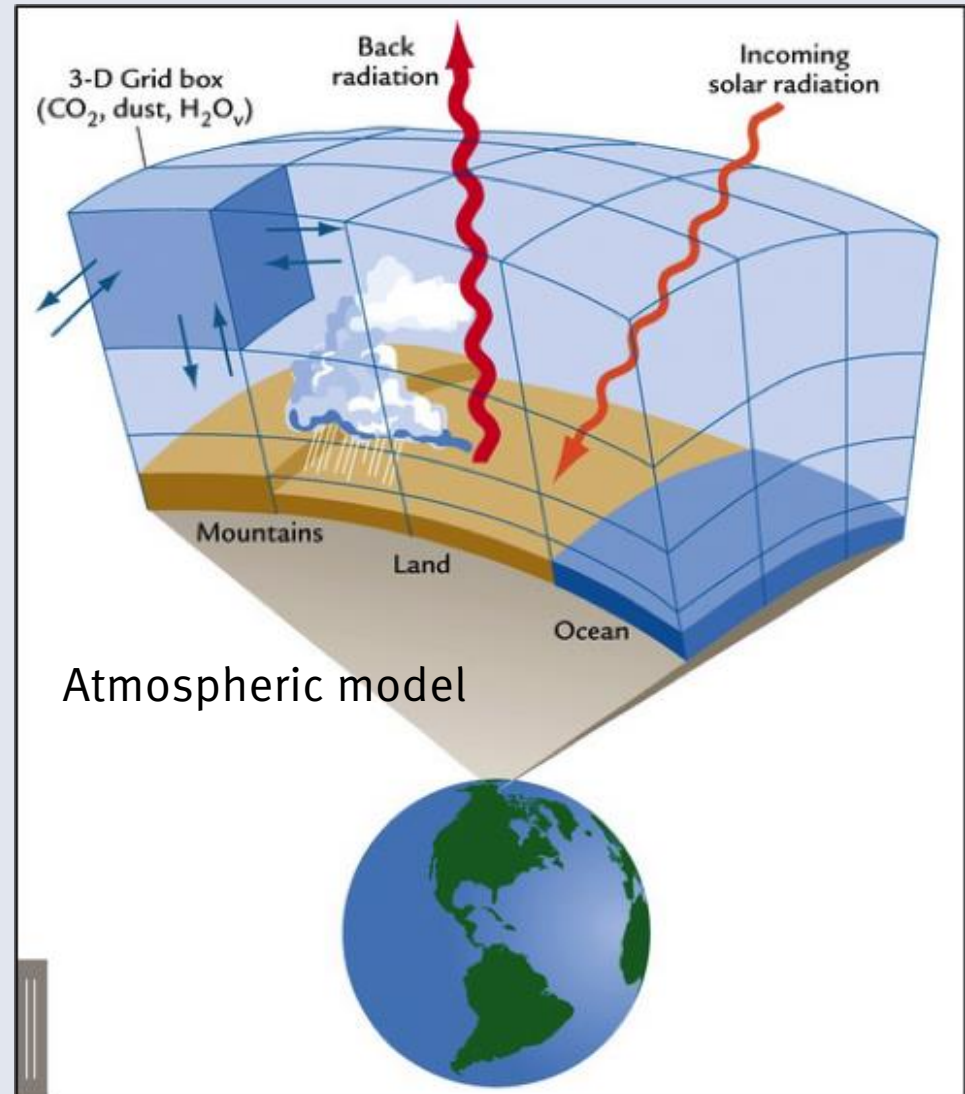 Back
radiation
Incoming
solar radiation
3-D Grid box
(CO₂, dust, H₂Oᵥ)
Mountains
Land
Ocean
Atmospheric model